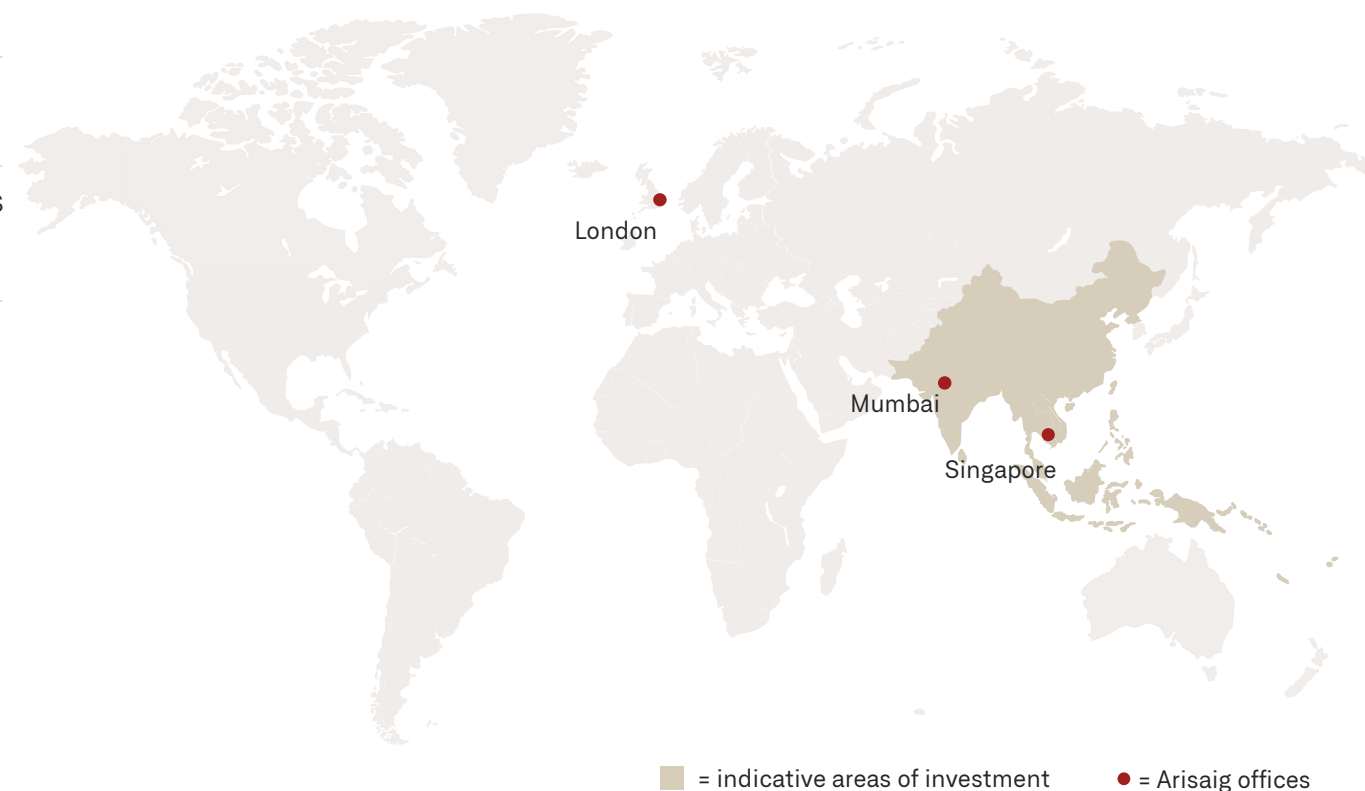 London
Mumbai
Singapore
= indicative areas of investment
= Arisaig offices